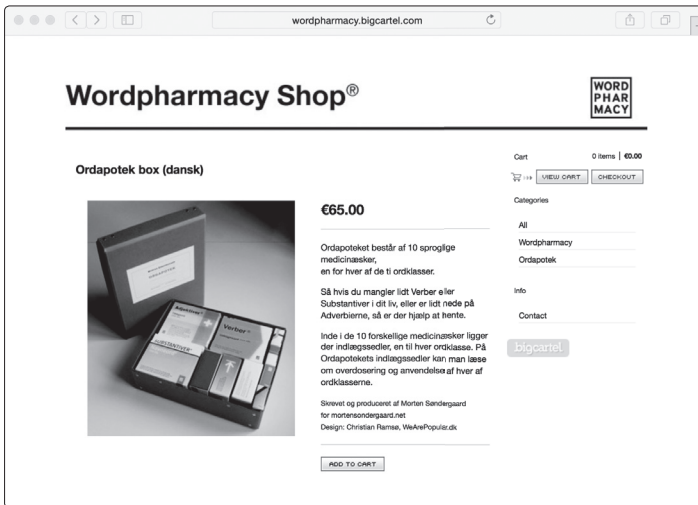 wordpharmacy.bigcartel.com
Wordpharmacy Shop®
WORD
PHAR
MACY
Ordapotek box (dansk)
Cart 0 items | €0.00
VIEW CART CHECKOUT
Categories
All
Wordpharmacy
Ordapotek
Info
Contact
bigcartel
€65.00
Ordapoteket består af 10 sproglige
medicinæsker,
en for hver af de ti ordklasser.
Så hvis du mangler lidt Verber eller
Substantiver i dit liv, eller er lidt nede på
Adverbierne, så er der hjælp at hente.
Inde i de 10 forskellige medicinæsker ligger
der indlægssedler, en til hver ordklasse. På
Ordapotekets indlægssedler kan man læse
om overdosering og anvendelse af hver af
ordklasserne.
Skrevet og produceret af Morten Søndergaard
for mortensondergaard.net
Design: Christian Ramsø, WeArePopular.dk
ADD TO CART
Adjektiver
Verber
SUBSTANTIVER